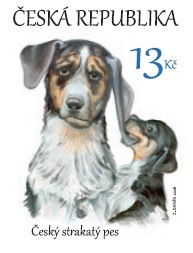 ČESKÁ REPUBLIKA
13 Kč
Český strakatý pes